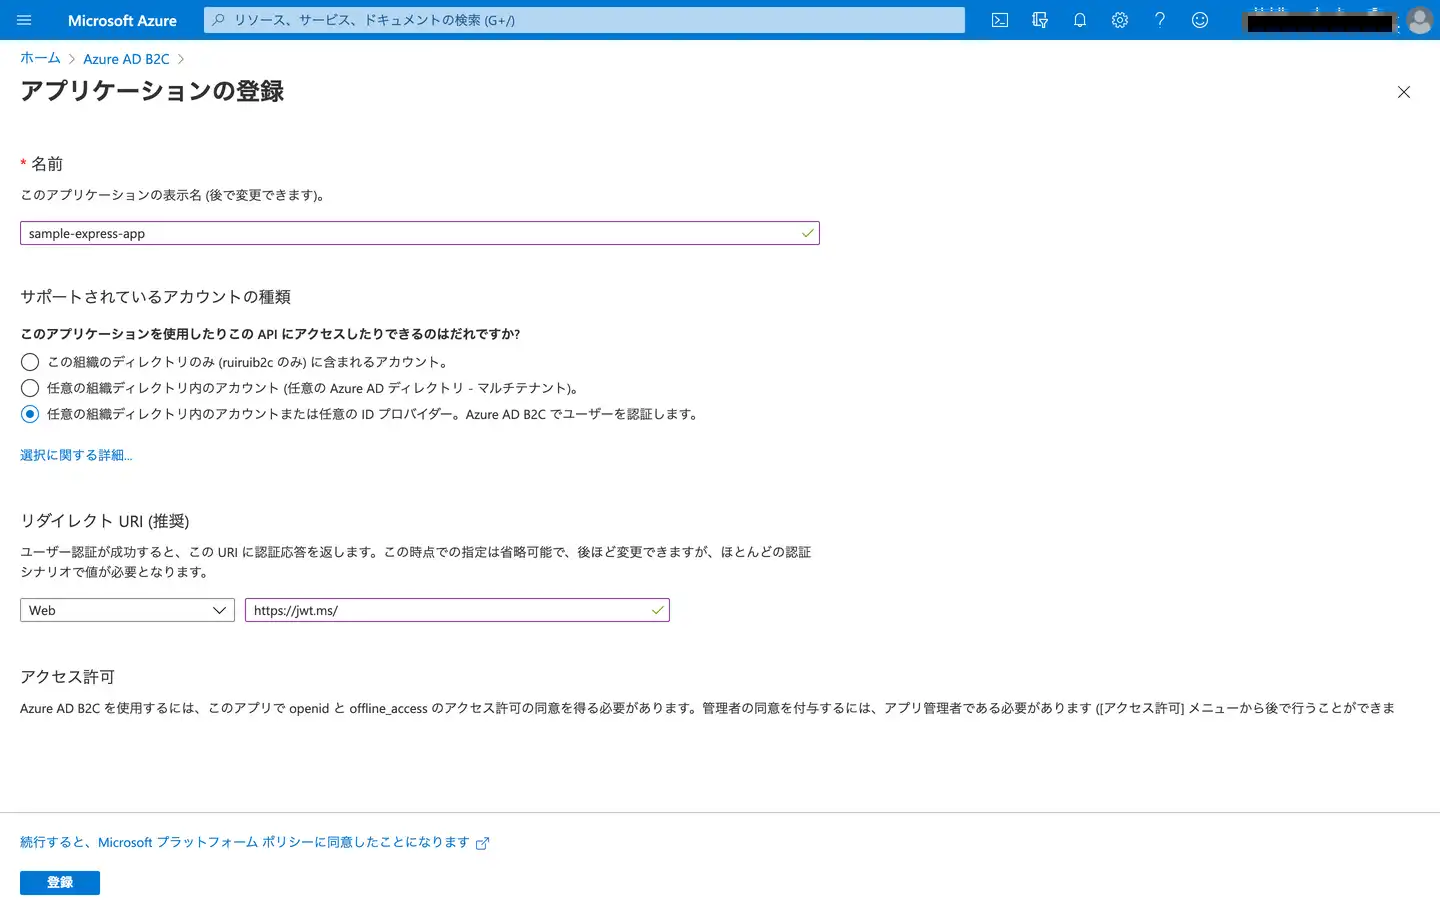 Microsoft Azure
リソース、サービス、ドキュメントの検索 (G+/)
ホーム > Azure AD B2C >
アプリケーションの登録
* 名前
このアプリケーションの表示名 (後で変更できます)。
sample-express-app
サポートされているアカウントの種類
このアプリケーションを使用したりこの API にアクセスしたりできるのはだれですか?
この組織のディレクトリのみ (ruiruib2c のみ) に含まれるアカウント。
任意の組織ディレクトリ内のアカウント (任意の Azure AD ディレクトリ - マルチテナント)。
任意の組織ディレクトリ内のアカウントまたは任意の ID プロバイダー。Azure AD B2C でユーザーを認証します。
選択に関する詳細...
リダイレクト URI (推奨)
ユーザー認証が成功すると、この URI に認証応答を返します。この時点での指定は省略可能で、後ほど変更できますが、ほとんどの認証
シナリオで値が必要となります。
Web
https://jwt.ms/
アクセス許可
Azure AD B2C を使用するには、このアプリで openid と offline_access のアクセス許可の同意を得る必要があります。管理者の同意を付与するには、アプリ管理者である必要があります ([アクセス許可] メニューから後で行うことができま
続行すると、Microsoft プラットフォーム ポリシーに同意したことになります
登録